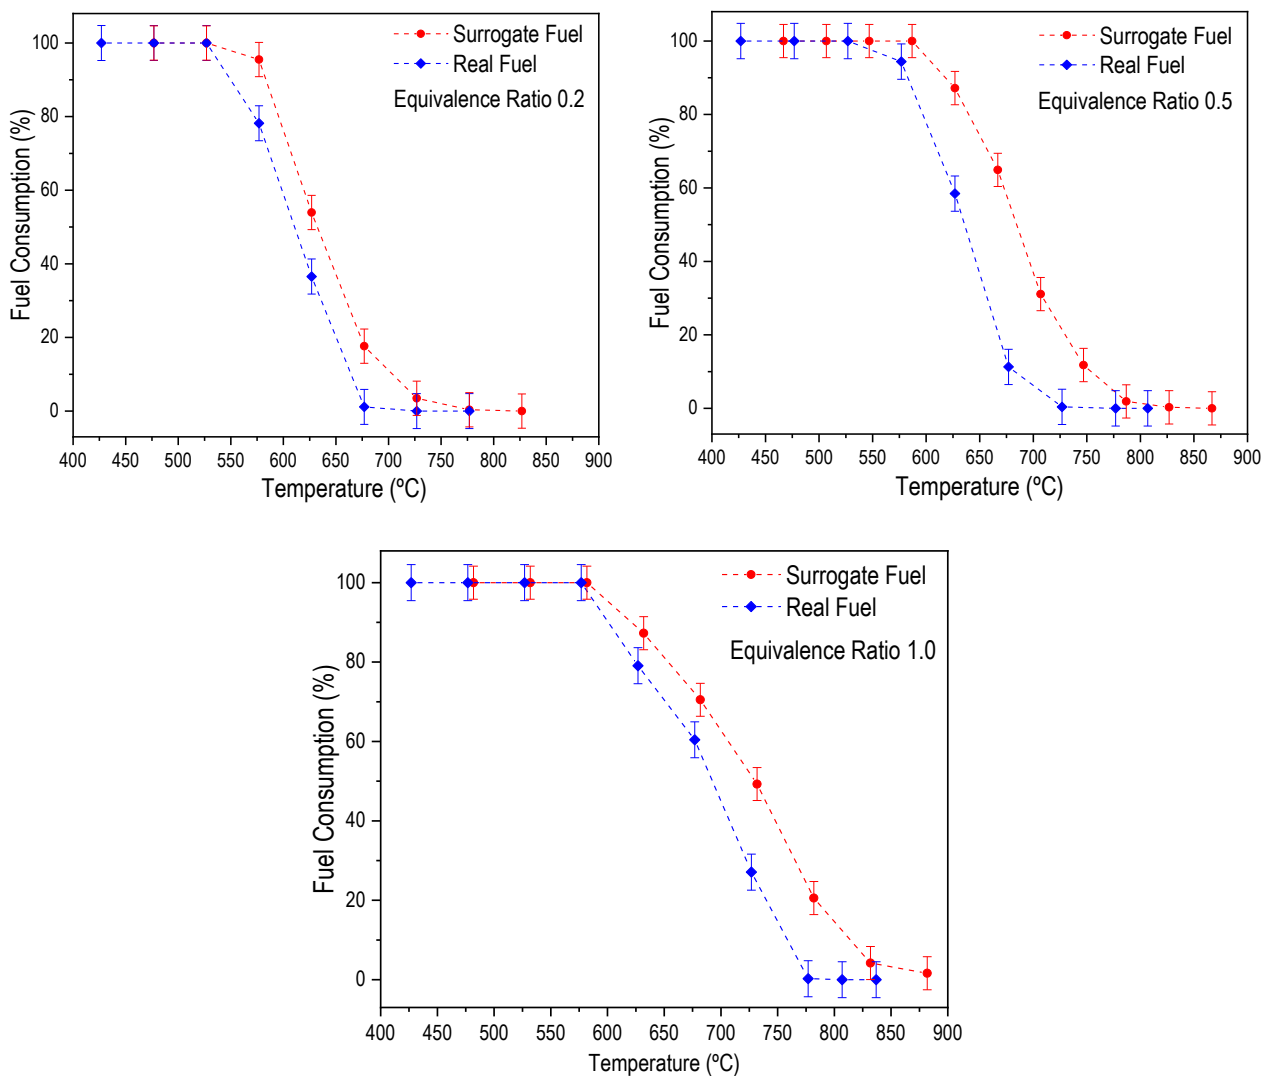 Surrogate Fuel
Real Fuel
Equivalence Ratio 0.2
Fuel Consumption (%)
100
80
60
40
20
0
400 450 500 550 600 650 700 750 800 850 900
Temperature (ºC)
Surrogate Fuel
Real Fuel
Equivalence Ratio 0.5
Fuel Consumption (%)
100
80
60
40
20
0
400 450 500 550 600 650 700 750 800 850 900
Temperature (ºC)
Surrogate Fuel
Real Fuel
Equivalence Ratio 1.0
Fuel Consumption (%)
100
80
60
40
20
0
400 450 500 550 600 650 700 750 800 850 900
Temperature (ºC)